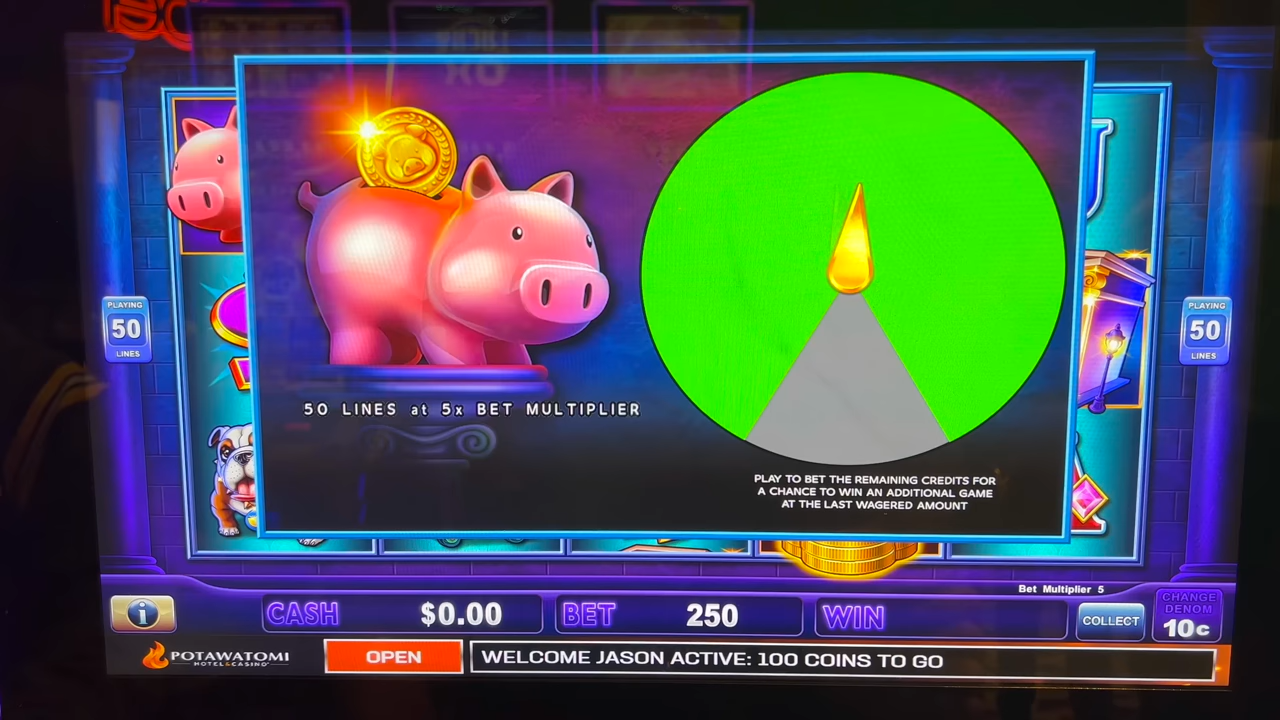 PLAYING
50
LINES
PLAYING
50
LINES
50 LINES at 5x BET MULTIPLIER
PLAY TO BET THE REMAINING CREDITS FOR
A CHANCE TO WIN AN ADDITIONAL GAME
AT THE LAST WAGERED AMOUNT
Bet Multiplier 5
CASH $0.00 BET 250 WIN COLLECT
CHANGE
DENOM
10c
POTAWATOMI
HOTEL & CASINO
OPEN
WELCOME JASON ACTIVE: 100 COINS TO GO